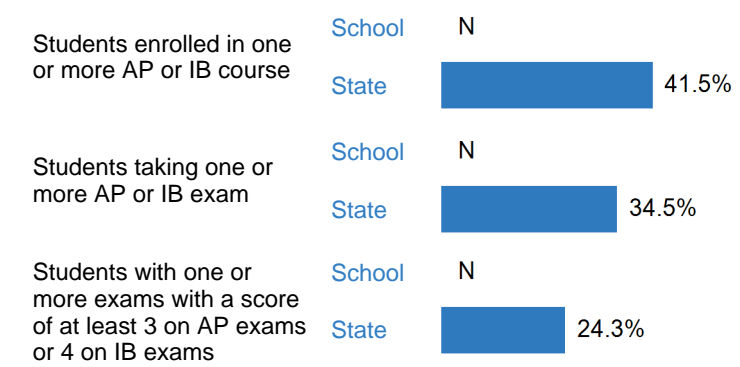 Students enrolled in one
or more AP or IB course
School N
State 41.5%
Students taking one or
more AP or IB exam
School N
State 34.5%
Students with one or
more exams with a score
of at least 3 on AP exams
or 4 on IB exams
School N
State 24.3%